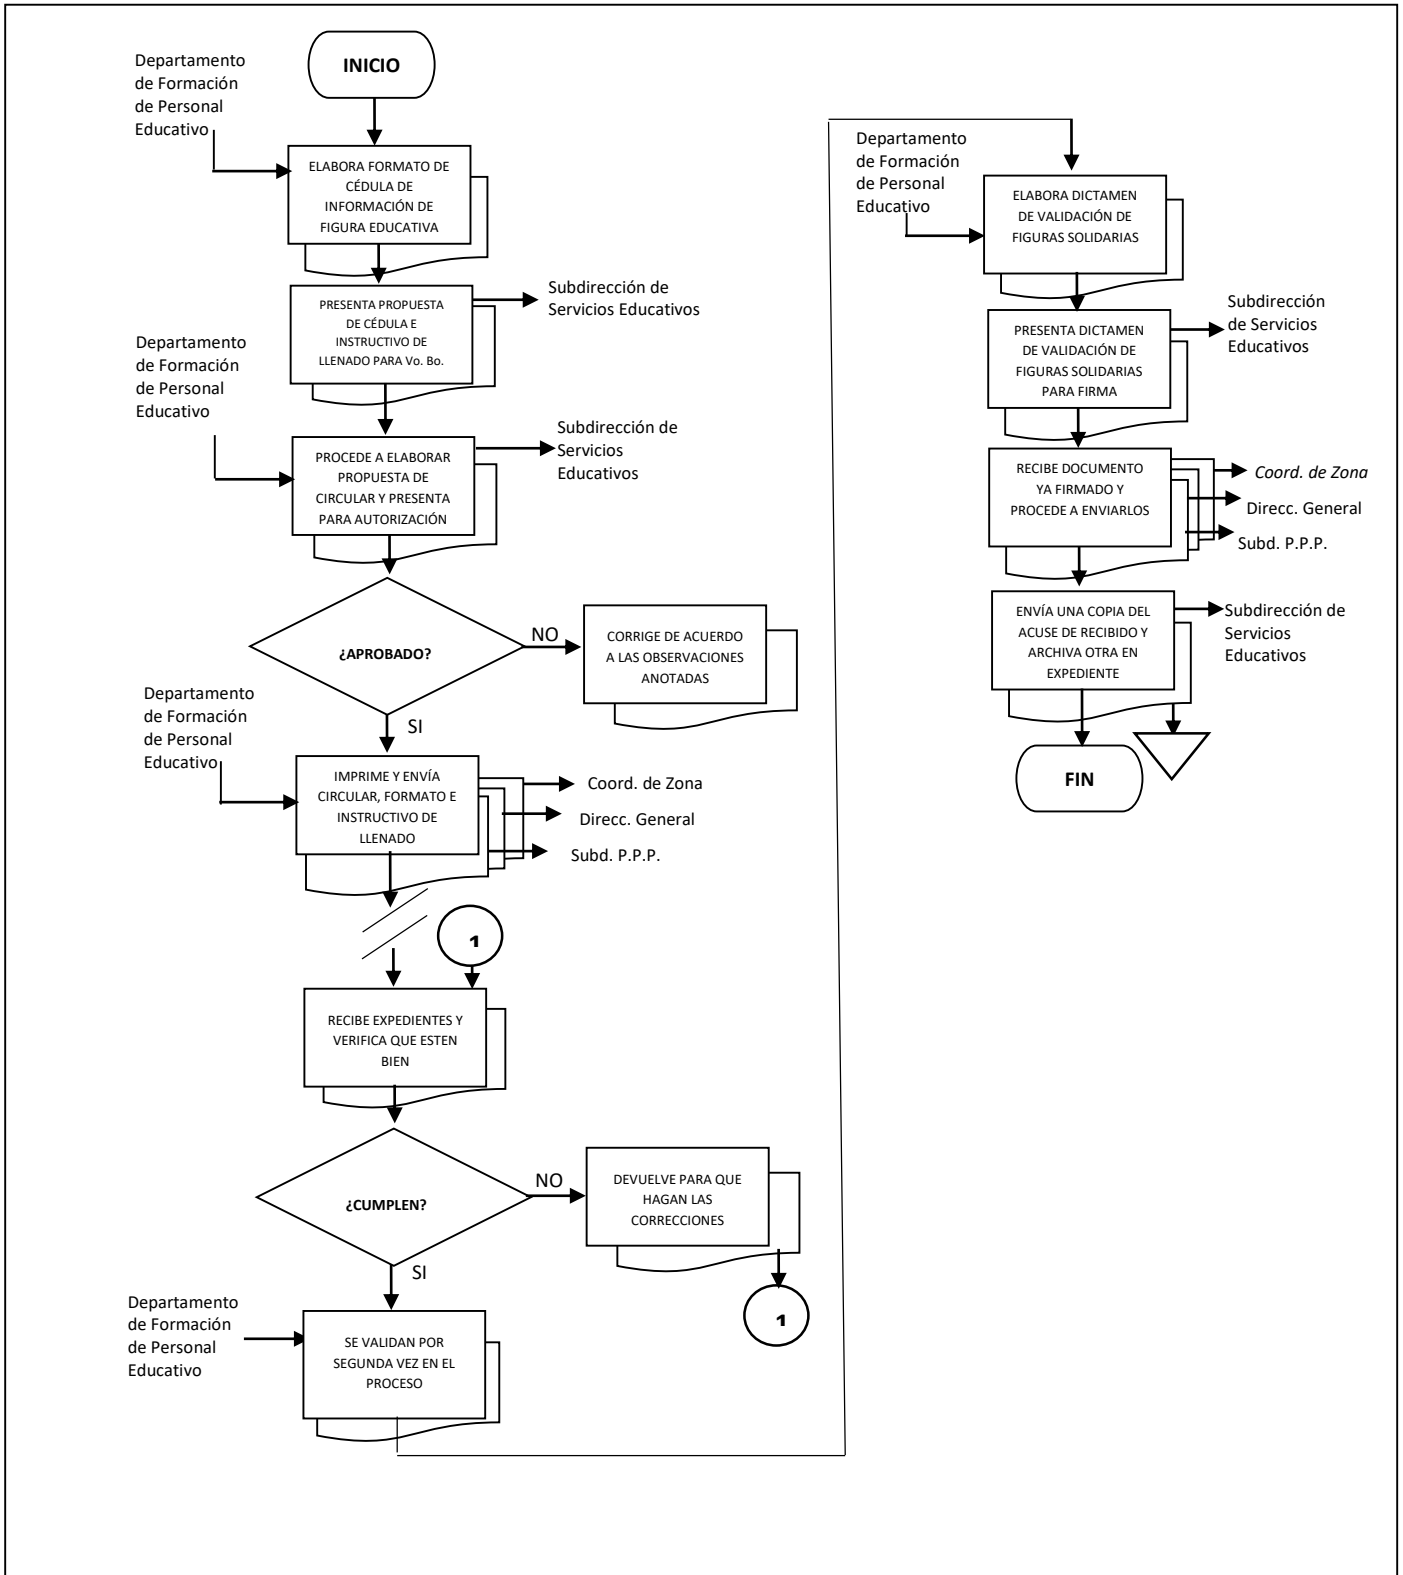 INICIO
Departamento
de Formación
de Personal
Educativo
ELABORA FORMATO DE
CÉDULA DE
INFORMACIÓN DE
FIGURA EDUCATIVA
PRESENTA PROPUESTA
DE CÉDULA E
INSTRUCTIVO DE
LLENADO PARA Vo. Bo.
Subdirección de
Servicios Educativos
Departamento
de Formación
de Personal
Educativo
PROCEDE A ELABORAR
PROPUESTA DE
CIRCULAR Y PRESENTA
PARA AUTORIZACIÓN
Subdirección de
Servicios
Educativos
¿APROBADO?
NO
CORRIGE DE ACUERDO
A LAS OBSERVACIONES
ANOTADAS
SI
Departamento
de Formación
de Personal
Educativo
IMPRIME Y ENVÍA
CIRCULAR, FORMATO E
INSTRUCTIVO DE
LLENADO
Coord. de Zona
Direcc. General
Subd. P.P.P.
1
RECIBE EXPEDIENTES Y
VERIFICA QUE ESTEN
BIEN
¿CUMPLEN?
NO
DEVUELVE PARA QUE
HAGAN LAS
CORRECCIONES
1
SI
Departamento
de Formación
de Personal
Educativo
SE VALIDAN POR
SEGUNDA VEZ EN EL
PROCESO
Departamento
de Formación
de Personal
Educativo
ELABORA DICTAMEN
DE VALIDACIÓN DE
FIGURAS SOLIDARIAS
PRESENTA DICTAMEN
DE VALIDACIÓN DE
FIGURAS SOLIDARIAS
PARA FIRMA
Subdirección
de Servicios
Educativos
RECIBE DOCUMENTO
YA FIRMADO Y
PROCEDE A ENVIARLOS
Coord. de Zona
Direcc. General
Subd. P.P.P.
ENVÍA UNA COPIA DEL
ACUSE DE RECIBIDO Y
ARCHIVA OTRA EN
EXPEDIENTE
Subdirección de
Servicios
Educativos
FIN